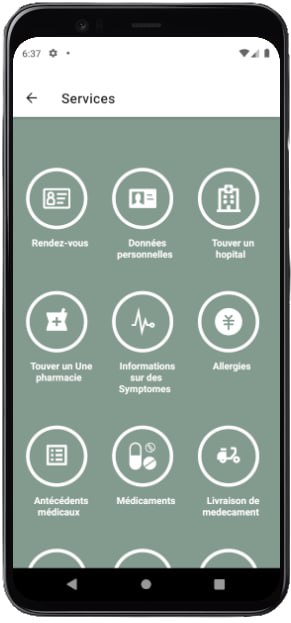 6:37
Services
Rendez-vous
Données
personnelles
Touver un
hopital
Touver un Une
pharmacie
Informations
sur des
Symptomes
Allergies
Antécédents
médicaux
Médicaments
Livraison de
medecament